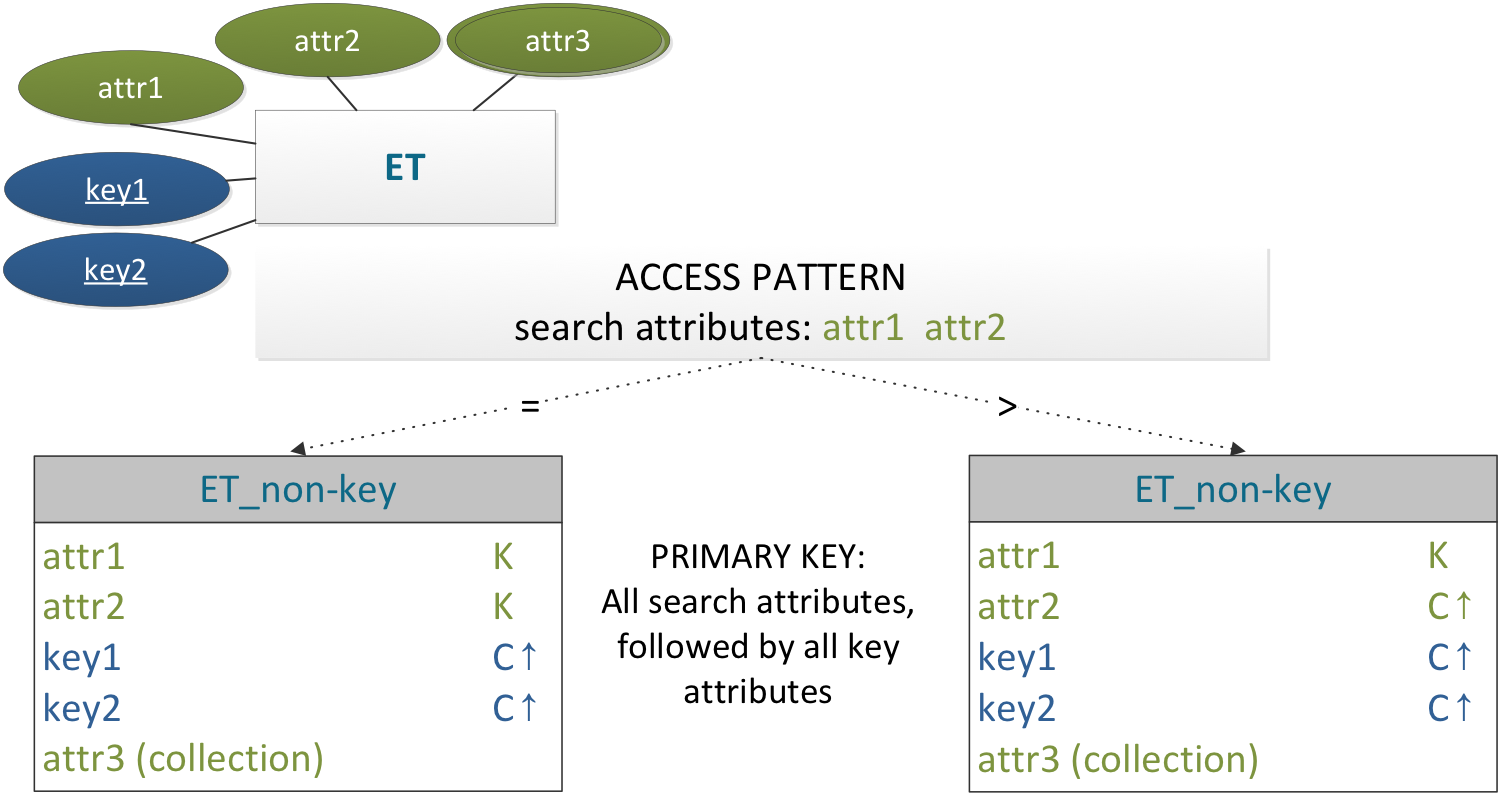 attr2
attr3
attr1
ET
key1
key2
ACCESS PATTERN
search attributes: attr1 attr2
=
>
ET_non-key
attr1 K
attr2 K
key1 C↑
key2 C↑
attr3 (collection)
PRIMARY KEY:
All search attributes,
followed by all key
attributes
ET_non-key
attr1 K
attr2 C↑
key1 C↑
key2 C↑
attr3 (collection)